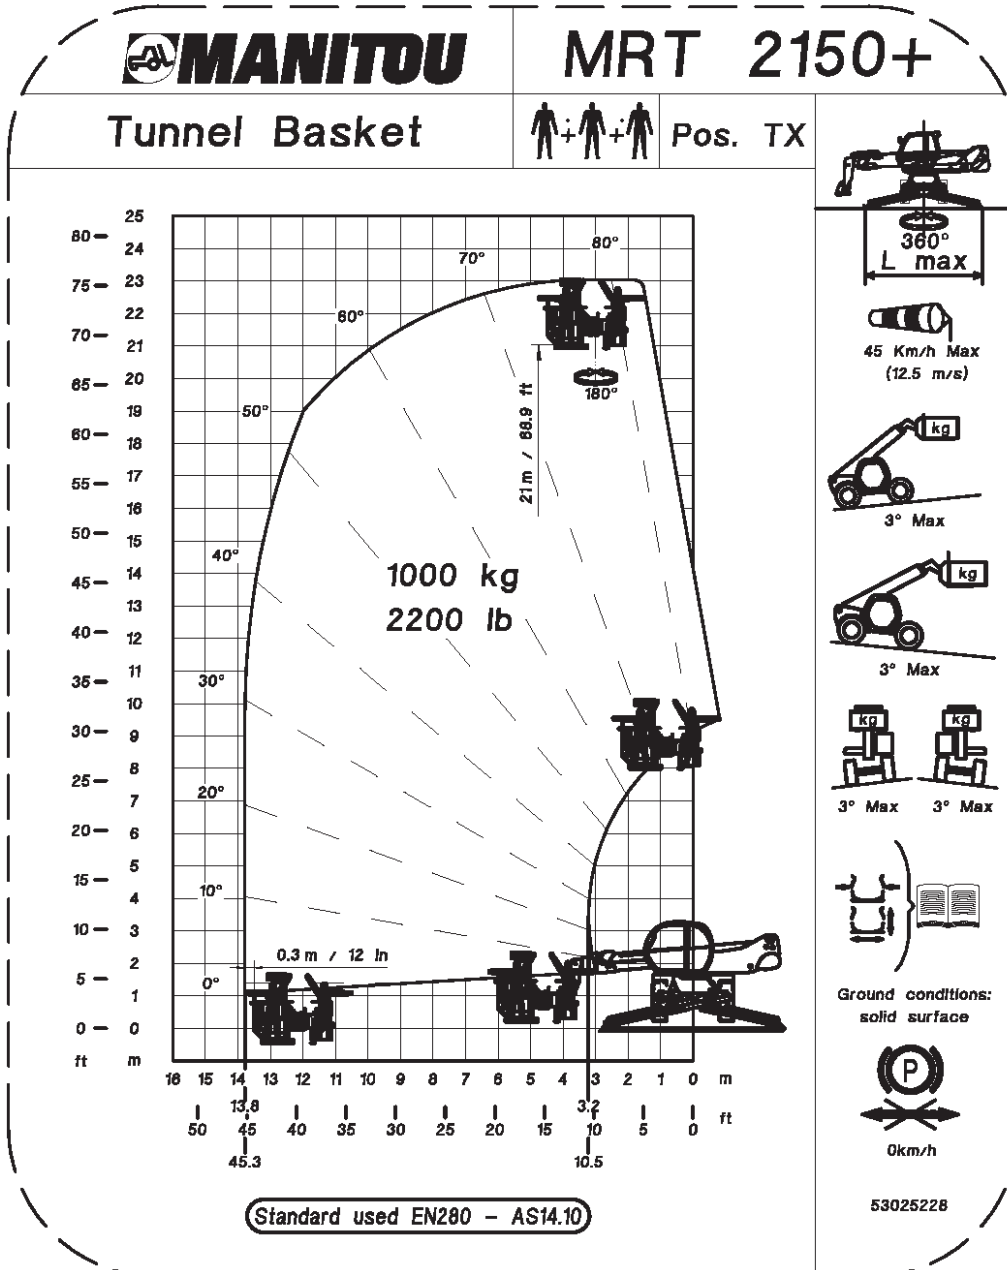 MANITOU
MRT 2150+
Tunnel Basket
+ +
Pos. TX
360°
L max
45 Km/h Max
(12.5 m/s)
kg
3° Max
kg
3° Max
kg kg
3° Max 3° Max
Ground conditions:
solid surface
P
0km/h
53025228
25
80 24
75 23
22
70 21
65 20
19
60 18
55 17
16
50 15
45 14
13
40 12
35 11
10
30 9
25 8
7
20 6
5
15 4
10 3
2
5 1
0 0
ft m
80°
70°
60°
50°
40°
30°
20°
10°
0°
180°
21m / 68.9 ft
1000 kg
2200 lb
0.3 m / 12 In
16 15 14 13 12 11 10 9 8 7 6 5 4 3 2 1 0 m
13.8 3.2
50 45 40 35 30 25 20 15 10 5 0 ft
45.3 10.5
Standard used EN280 - AS14.10